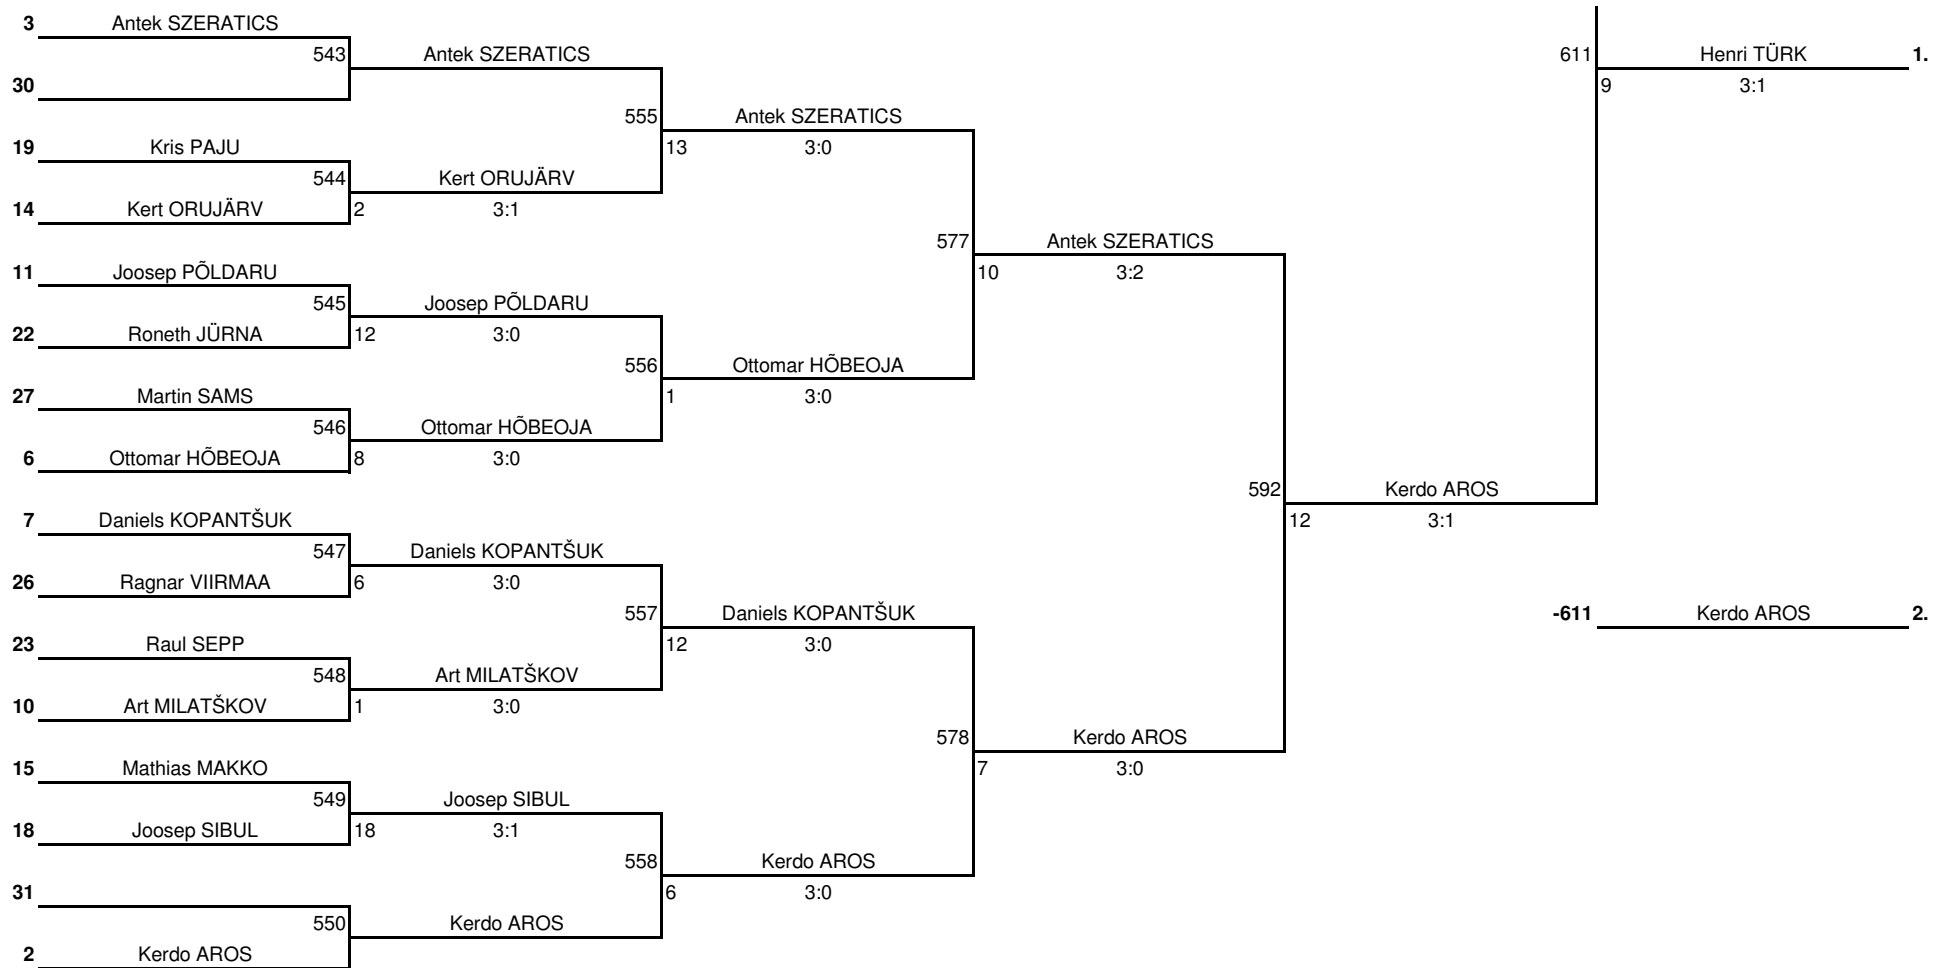 3 Antek SZERATICS
543 Antek SZERATICS 611 Henri TÜRK 1.
30 9 3:1
555 Antek SZERATICS
19 Kris PAJU 13 3:0
544 Kert ORUJÄRV
14 Kert ORUJÄRV 2 3:1
577 Antek SZERATICS
11 Joosep PÕLDARU 10 3:2
545 Joosep PÕLDARU
22 Roneth JÜRNA 12 3:0
556 Ottomar HÕBEOJA
27 Martin SAMS 1 3:0
546 Ottomar HÕBEOJA
6 Ottomar HÕBEOJA 8 3:0
592 Kerdo AROS
7 Daniels KOPANTŠUK 12 3:1
547 Daniels KOPANTŠUK
26 Ragnar VIIRMAA 6 3:0
557 Daniels KOPANTŠUK -611 Kerdo AROS 2.
23 Raul SEPP 12 3:0
548 Art MILATŠKOV
10 Art MILATŠKOV 1 3:0
578 Kerdo AROS
15 Mathias MAKKO 7 3:0
549 Joosep SIBUL
18 Joosep SIBUL 18 3:1
558 Kerdo AROS
31 6 3:0
550 Kerdo AROS
2 Kerdo AROS